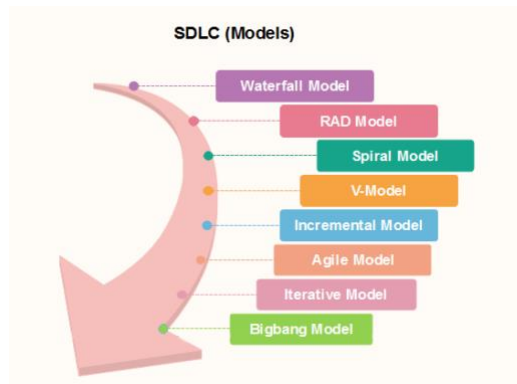 SDLC (Models)
Waterfall Model
RAD Model
Spiral Model
V-Model
Incremental Model
Agile Model
Iterative Model
Bigbang Model